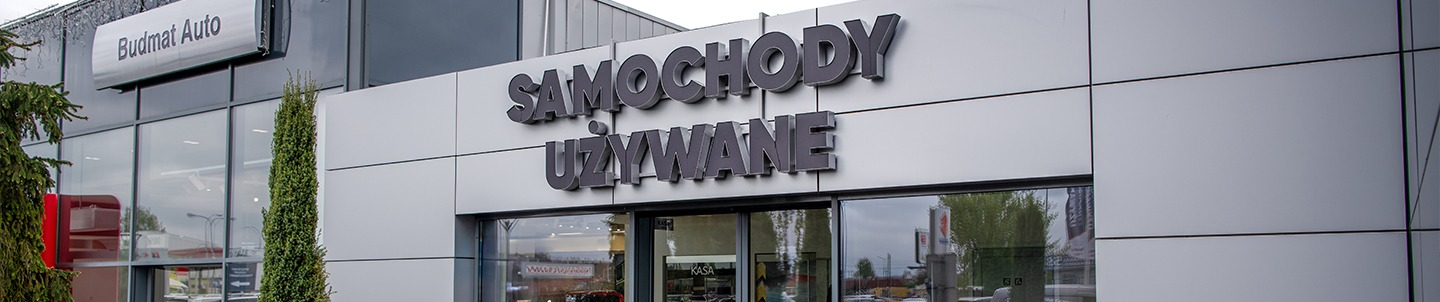 Budmat Auto
SAMOCHODY
UŻYWANE
KASA